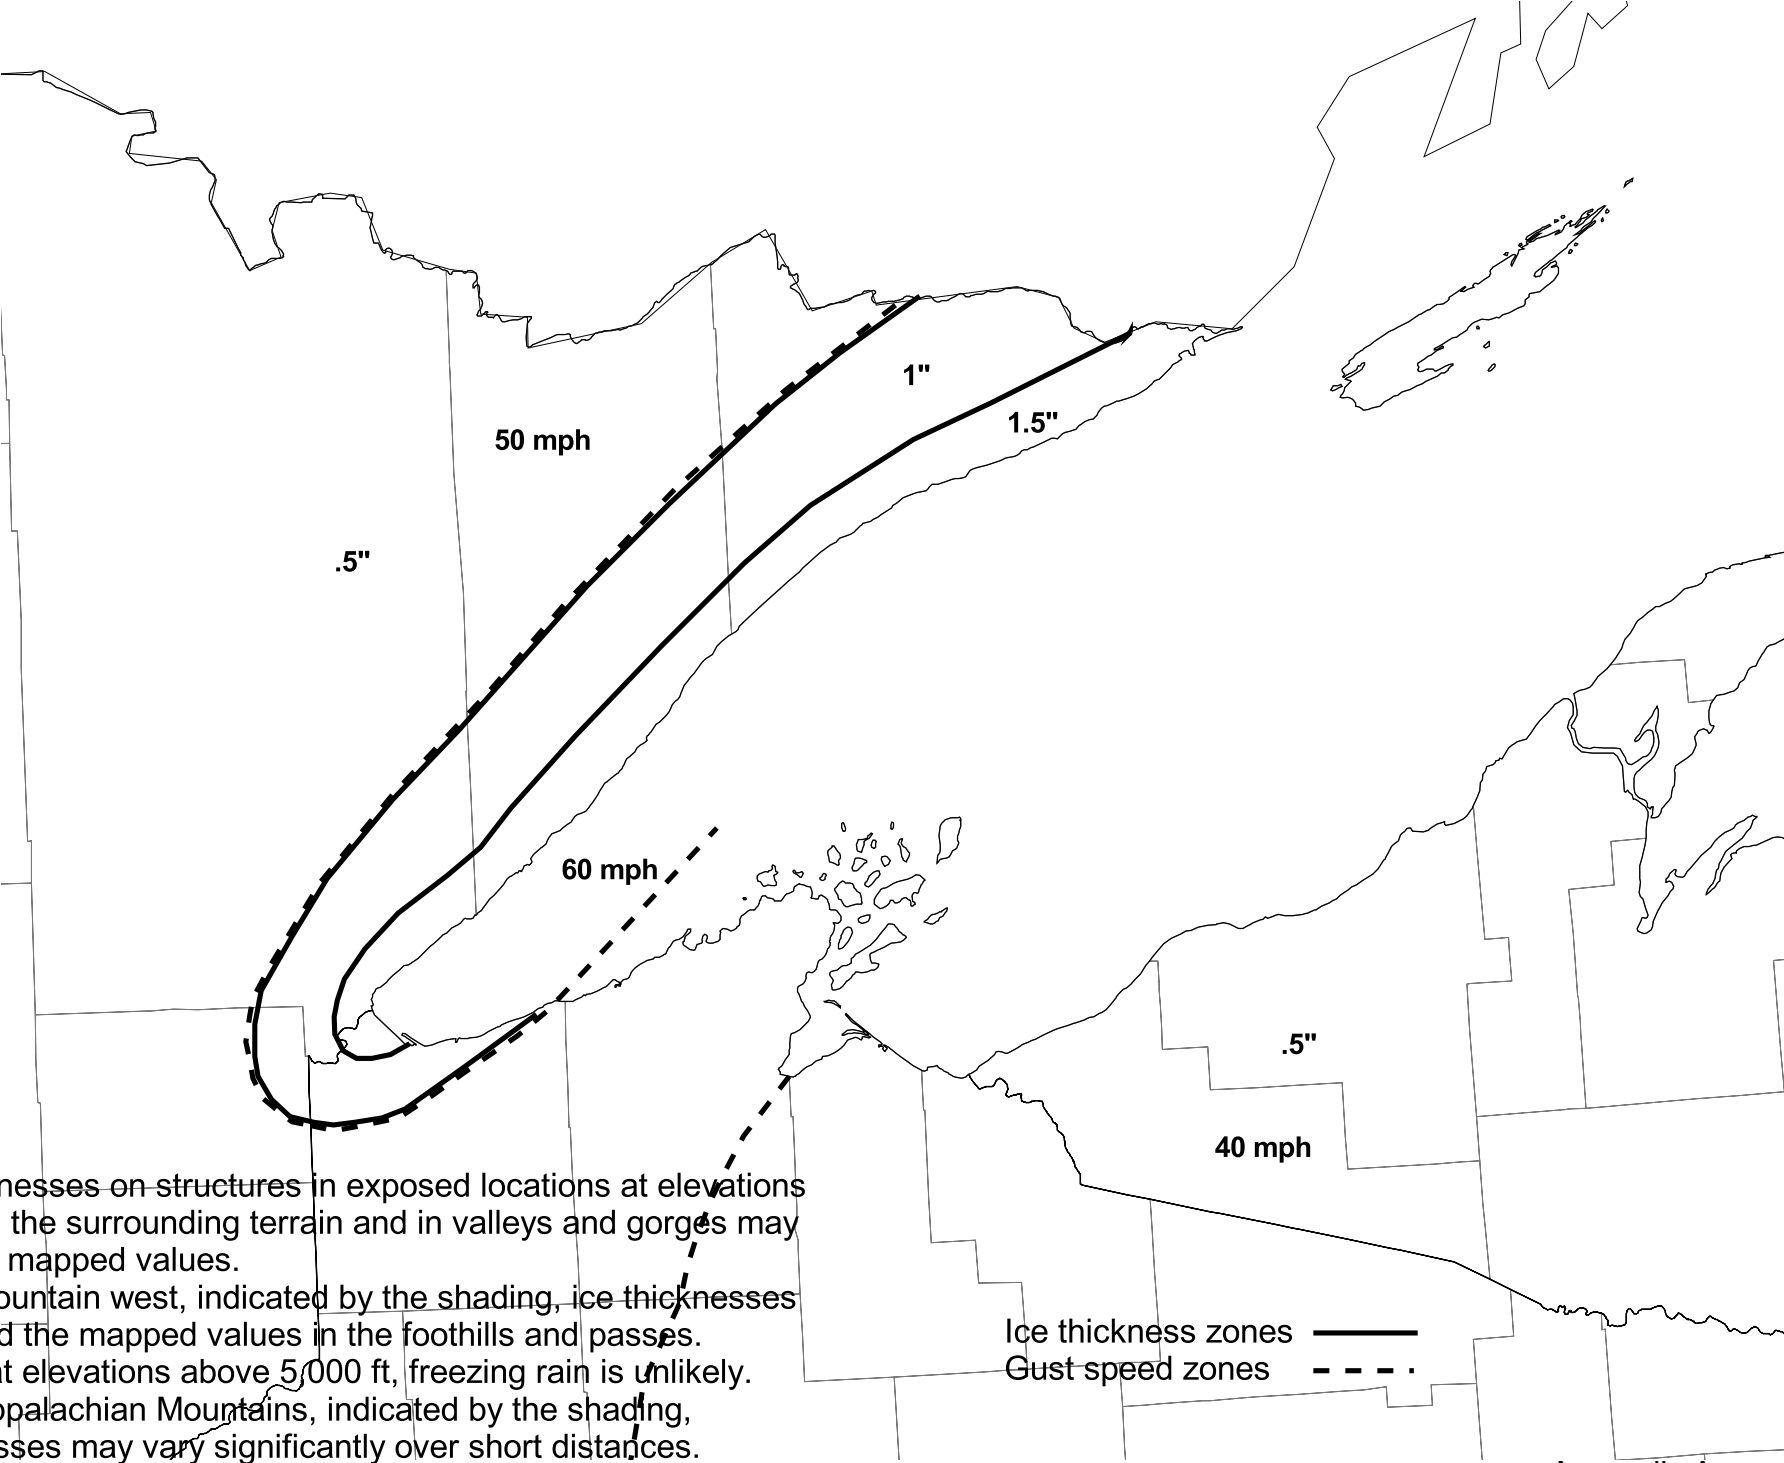 1"
1.5"
50 mph
.5"
60 mph
.5"
40 mph
nesses on structures in exposed locations at elevations
the surrounding terrain and in valleys and gorges may
mapped values.
ountain west, indicated by the shading, ice thicknesses
d the mapped values in the foothills and passes.
at elevations above 5,000 ft, freezing rain is unlikely.
ppalachian Mountains, indicated by the shading,
sses may vary significantly over short distances.
Ice thickness zones
Gust speed zones